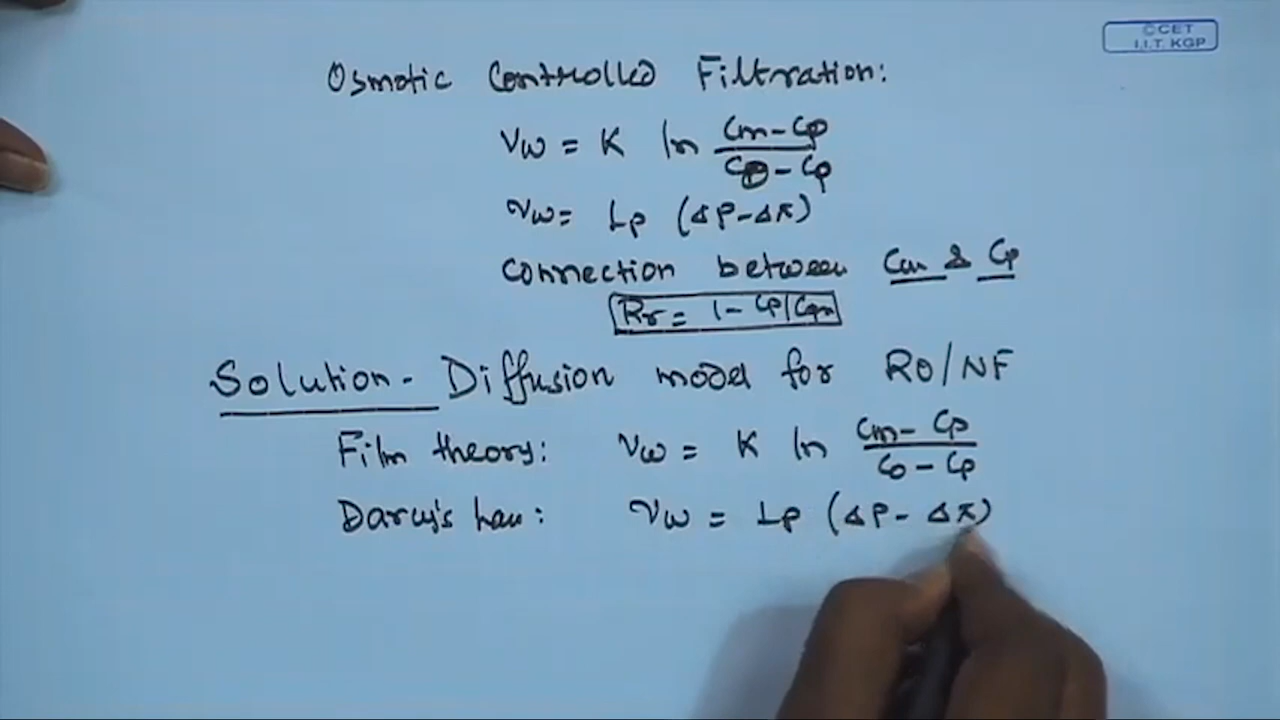 ©CET
I.I.T. KGP
Osmotic Controlled Filtration:
Vw = K ln (Cm-Cp)/(C0-Cp)
Vw = Lp (ΔP-Δπ)
Connection between Cm & Cp
Rr = 1- Cp/Cm
Solution-Diffusion model for RO/NF
Film theory: Vw = K ln (Cm-Cp)/(C0-Cp)
Darcy's law: Vw = Lp (ΔP-Δπ)